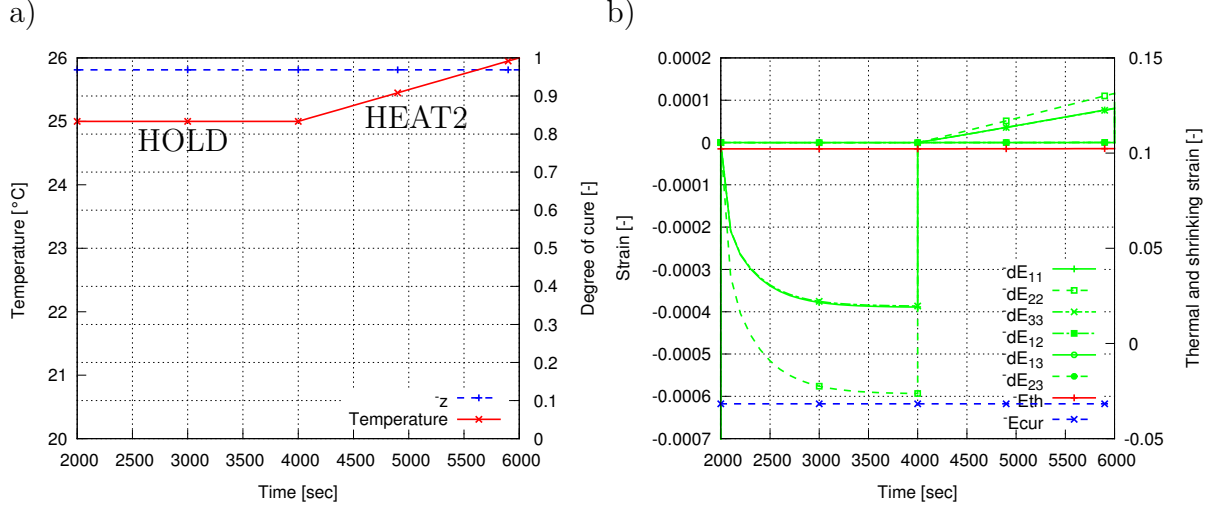 a)
26
25
24
23
22
21
20
Temperature [°C]
HOLD
HEAT2
1
0.9
0.8
0.7
0.6
0.5
0.4
0.3
0.2
0.1
0
Degree of cure [-]
-z
Temperature
2000 2500 3000 3500 4000 4500 5000 5500 6000
Time [sec]
b)
0.0002
0.0001
0
-0.0001
-0.0002
-0.0003
-0.0004
-0.0005
-0.0006
-0.0007
Strain [-]
0.15
0.1
0.05
0
-0.05
Thermal and shrinking strain [-]
-dE11
-dE22
-dE33
-dE12
-dE13
-dE23
-Eth
-Ecur
2000 2500 3000 3500 4000 4500 5000 5500 6000
Time [sec]